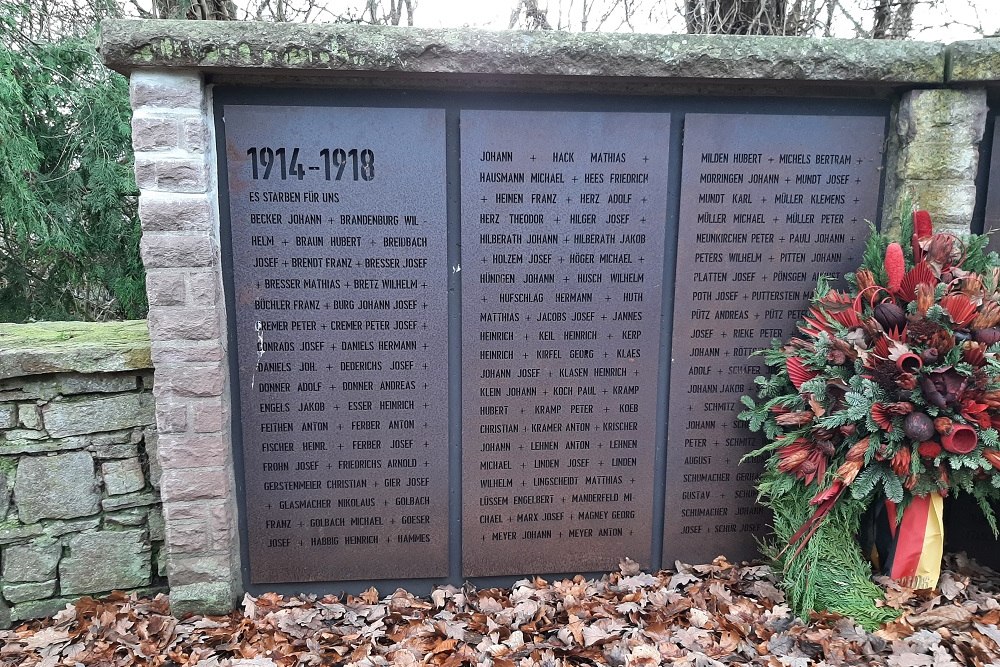 1914-1918
ES STARBEN FÜR UNS
BECKER JOHANN + BRANDENBURG WIL -
HELM + BRAUN HUBERT + BREIDBACH
JOSEF + BRENDT FRANZ + BRESSER JOSEF
+ BRESSER MATHIAS + BRETZ WILHELM +
BÜCHLER FRANZ + BURG JOHANN JOSEF +
CREMER PETER + CREMER PETER JOSEF +
CONRADS JOSEF + DANIELS HERMANN +
DANIELS JOH. + DEDERICHS JOSEF +
DONNER ADOLF + DONNER ANDREAS +
ENGELS JAKOB + ESSER HEINRICH +
FEITHEN ANTON + FERBER ANTON +
FISCHER HEINR. + FERBER JOSEF +
FROHN JOSEF + FRIEDRICHS ARNOLD +
GERSTENMEIER CHRISTIAN + GIER JOSEF
+ GLASMACHER NIKOLAUS + GOLBACH
FRANZ + GOLBACH MICHAEL + GOESER
JOSEF + HABBIG HEINRICH + HAMMES
JOHANN + HACK MATHIAS +
HAUSMANN MICHAEL + HEES FRIEDRICH
+ HEINEN FRANZ + HERZ ADOLF +
HERZ THEODOR + HILGER JOSEF +
HILBERATH JOHANN + HILBERATH JAKOB
+ HOLZEM JOSEF + HÖGER MICHAEL +
HÜNDGEN JOHANN + HUSCH WILHELM
+ HUFSCHLAG HERMANN + HUTH
MATTHIAS + JACOBS JOSEF + JANNES
HEINRICH + KEIL HEINRICH + KERP
HEINRICH + KIRFEL GEORG + KLAES
JOHANN JOSEF + KLASEN HEINRICH +
KLEIN JOHANN + KOCH PAUL + KRAMP
HUBERT + KRAMP PETER + KOEB
CHRISTIAN + KRAMER ANTON + KRISCHER
JOHANN + LEHNEN ANTON + LEHNEN
MICHAEL + LINDEN JOSEF + LINDEN
WILHELM + LINGSCHEIDT MATTHIAS +
LÜSSEM ENGELBERT + MANDERFELD MI-
CHAEL + MARX JOSEF + MAGNEY GEORG
+ MEYER JOHANN + MEYER ANTON +
MILDEN HUBERT + MICHELS BERTRAM +
MORRINGEN JOHANN + MUNDT JOSEF +
MUNDT KARL + MÜLLER KLEMENS +
MÜLLER MICHAEL + MÜLLER PETER +
NEUNKIRCHEN PETER + PAULI JOHANN +
PETERS WILHELM + PITTEN JOHANN +
PLATTEN JOSEF + PÖNSGEN AUGUST +
POTH JOSEF + PUTTERSTEIN
PÜTZ ANDREAS + PÜTZ
JOSEF + RIEKE PETER
JOHANN +
ADOLF + SCHÄFER
JOHANN JAKOB
+ SCHMITZ
JOHANN +
PETER + SCHMITZ
AUGUST +
SCHUMACHER
GUSTAV +
SCHUMACHER JOHANN
JOSEF + SCHUR JOSEF